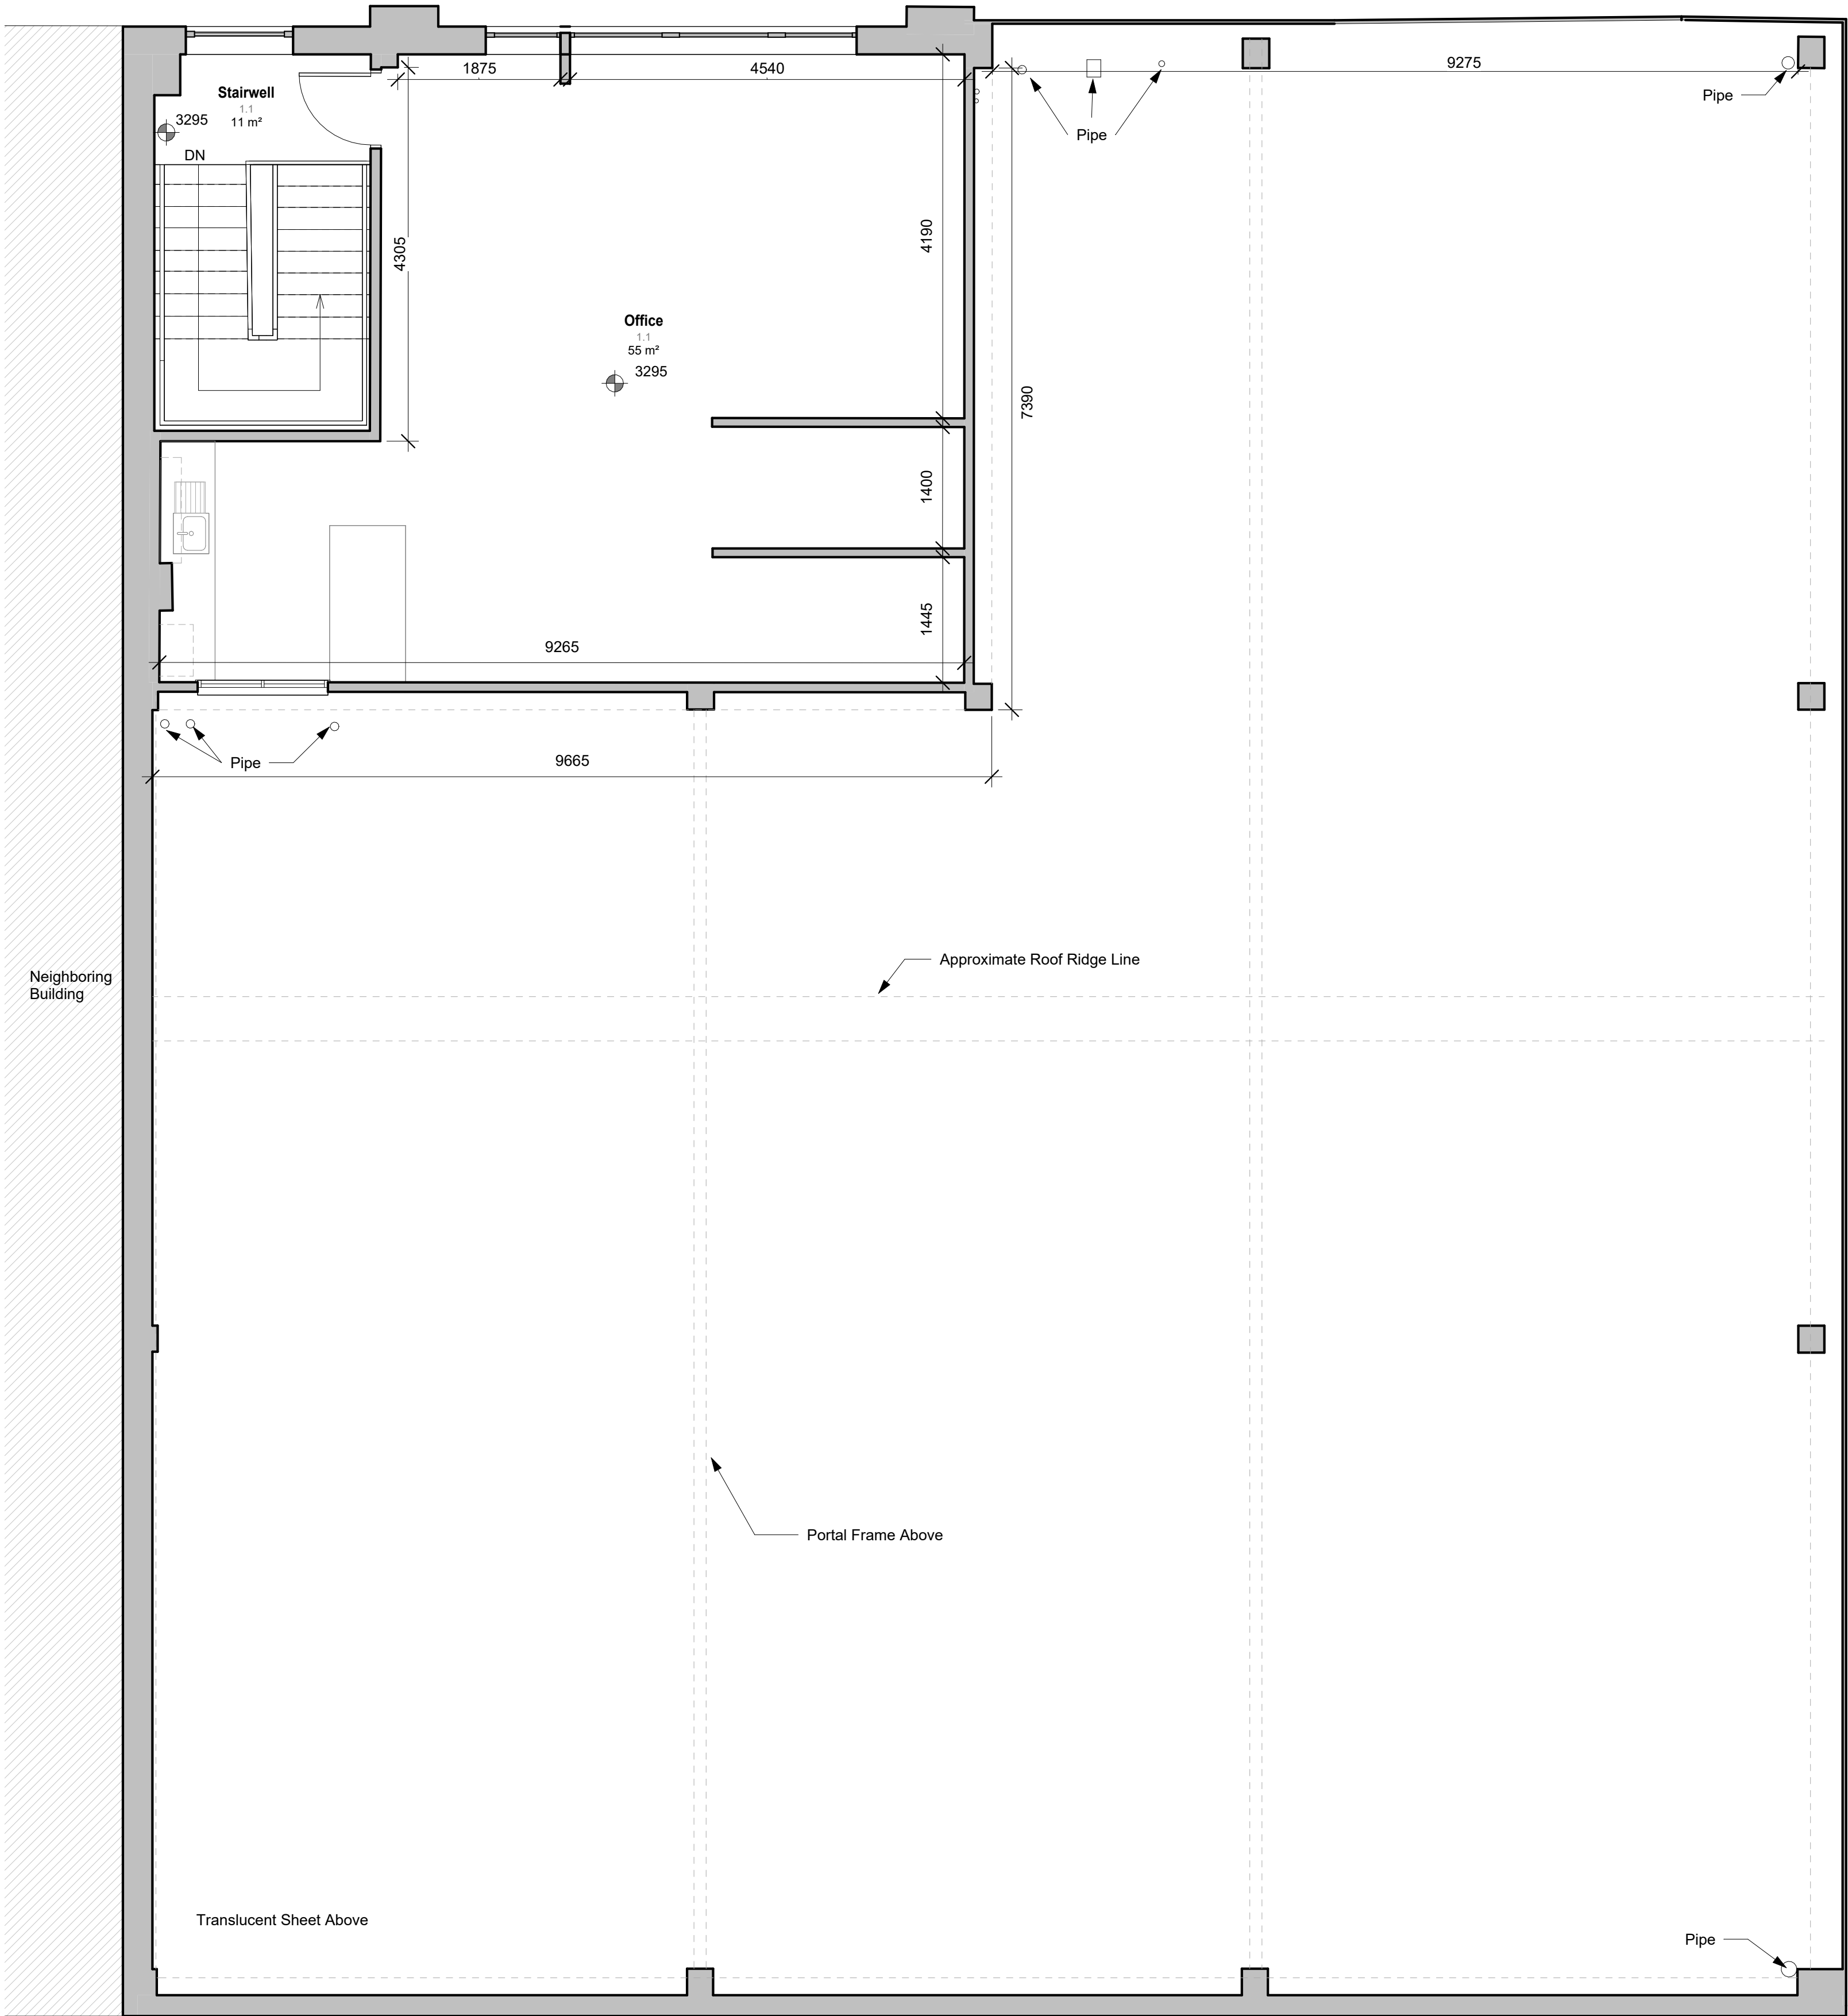 1875
4540
9275
Stairwell
1.1
11 m²
3295
DN
Pipe
Pipe
4305
4190
Office
1.1
55 m²
3295
7390
1400
1445
9265
Pipe
9665
Approximate Roof Ridge Line
Neighboring
Building
Portal Frame Above
Translucent Sheet Above
Pipe